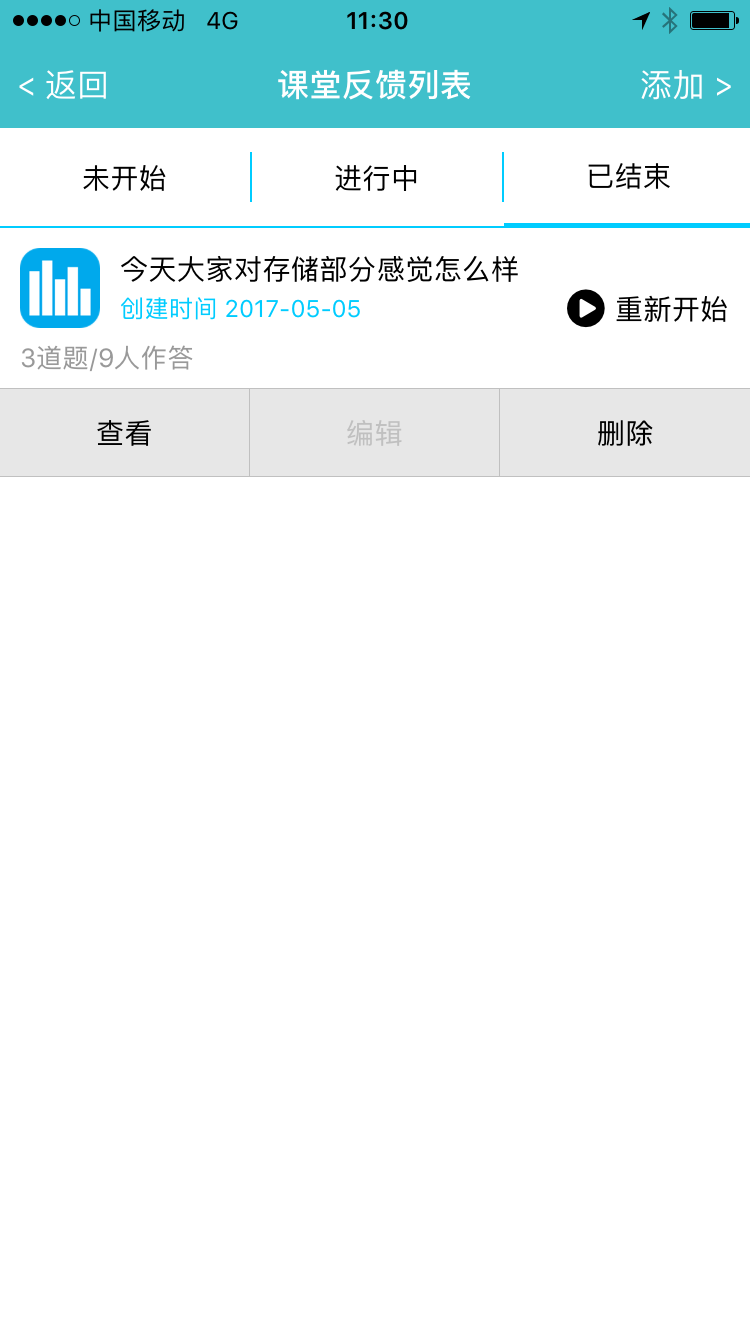 中国移动 4G 11:30
< 返回 课堂反馈列表 添加 >
未开始 进行中 已结束
今天大家对存储部分感觉怎么样
创建时间 2017-05-05
重新开始
3道题/9人作答
查看 编辑 删除